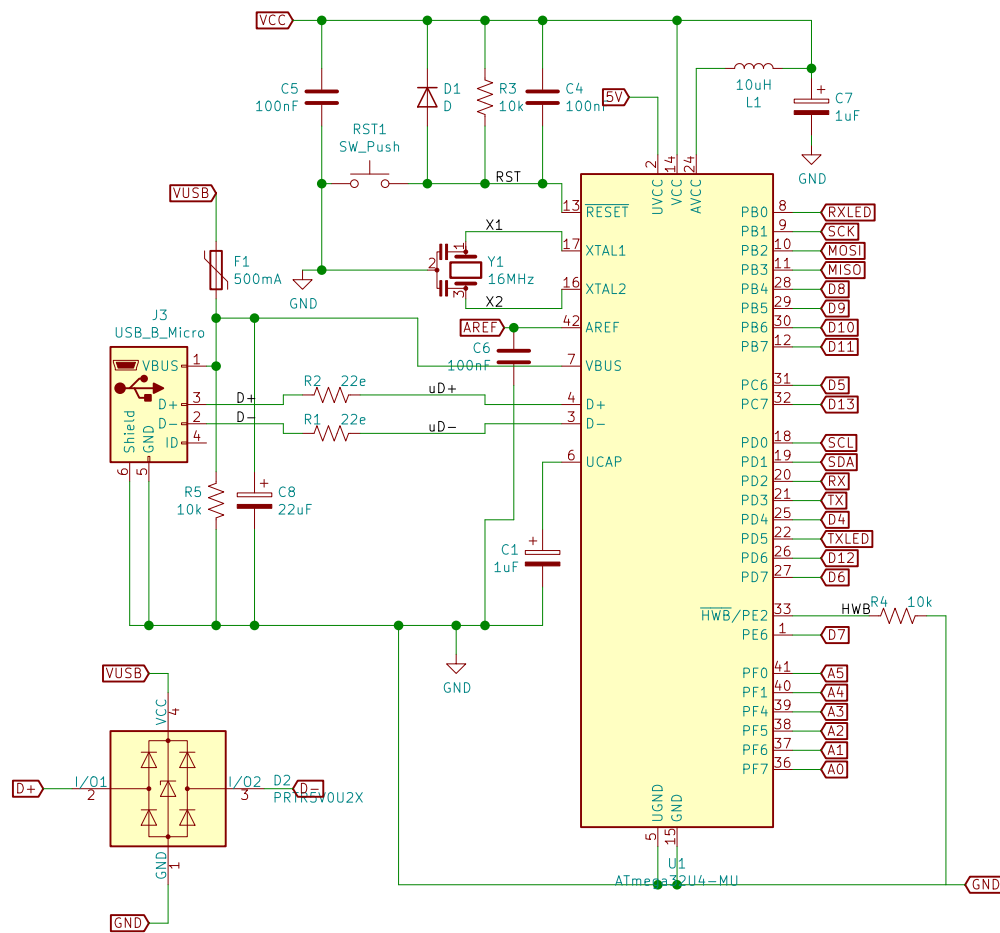 VCC
C5
100nF
D1
D
R3
10k
C4
100nF
5V
10uH
L1
C7
1uF
GND
RST1
SW_Push
RST
2
UVCC
14
VCC
24
AVCC
VUSB
F1
500mA
GND
X1
1
2
3
Y1
16MHz
X2
AREF
C6
100nF
13
RESET
17
XTAL1
16
XTAL2
42
AREF
7
VBUS
4
D+
3
D-
6
UCAP
PB0
8
RXLED
PB1
9
SCK
PB2
10
MOSI
PB3
11
MISO
PB4
28
D8
PB5
29
D9
PB6
30
D10
PB7
12
D11
PC6
31
D5
PC7
32
D13
PD0
18
SCL
PD1
19
SDA
PD2
20
RX
PD3
21
TX
PD4
25
D4
PD5
22
TXLED
PD6
26
D12
PD7
27
D6
HWB/PE2
33
HWB
R4
10k
PE6
1
D7
PF0
41
A5
PF1
40
A4
PF4
39
A3
PF5
38
A2
PF6
37
A1
PF7
36
A0
J3
USB_B_Micro
VBUS
1
D+
3
D-
2
ID
4
Shield
6
GND
5
D+
D-
R2
22e
R1
22e
uD+
uD-
R5
10k
C8
22uF
C1
1uF
GND
UGND
5
GND
15
U1
ATmega32U4-MU
GND
VUSB
VCC
4
D+
I/O1
2
I/O2
3
D2
PRTR5V0U2X
D-
GND
1
GND